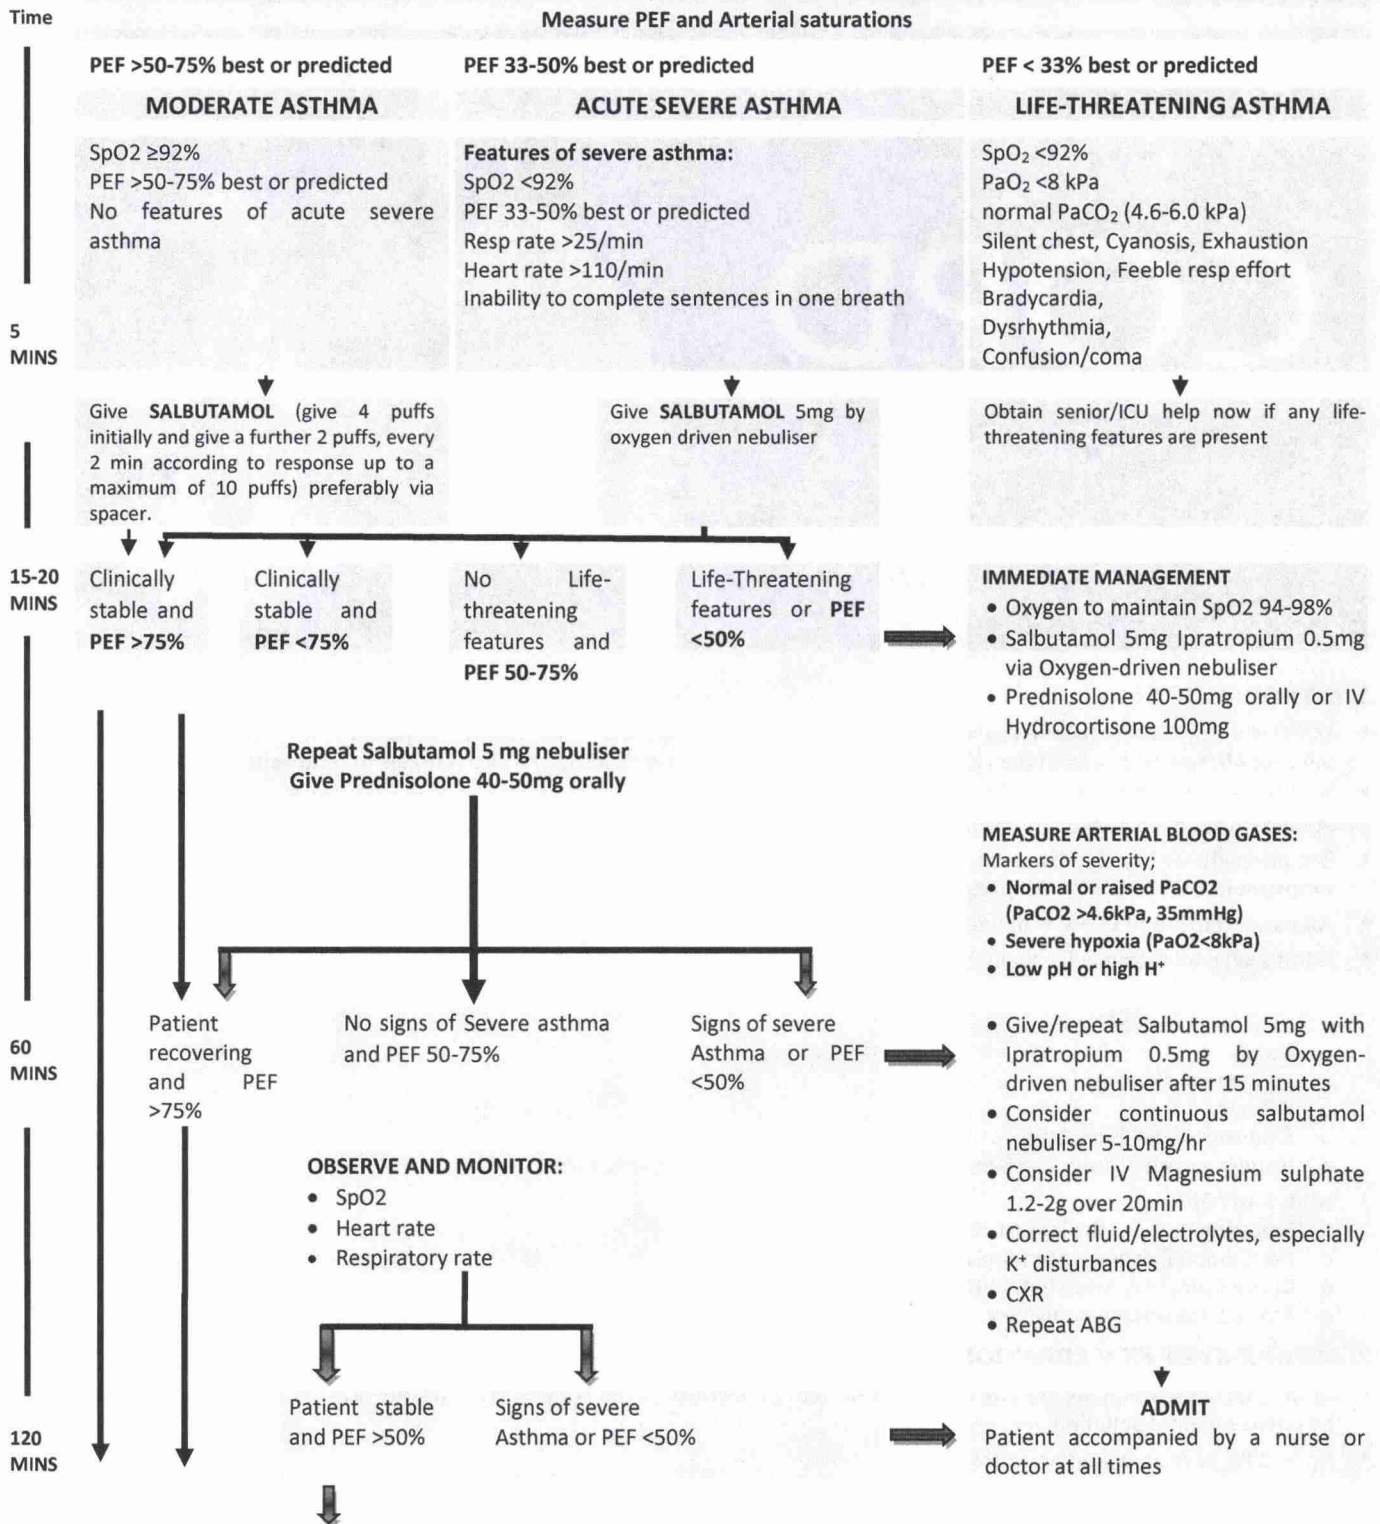 Time
Measure PEF and Arterial saturations
PEF >50-75% best or predicted
MODERATE ASTHMA
PEF 33-50% best or predicted
ACUTE SEVERE ASTHMA
PEF < 33% best or predicted
LIFE-THREATENING ASTHMA
SpO2 ≥92%
PEF >50-75% best or predicted
No features of acute severe
asthma
Features of severe asthma:
SpO2 <92%
PEF 33-50% best or predicted
Resp rate >25/min
Heart rate >110/min
Inability to complete sentences in one breath
SpO₂ <92%
PaO₂ <8 kPa
normal PaCO₂ (4.6-6.0 kPa)
Silent chest, Cyanosis, Exhaustion
Hypotension, Feeble resp effort
Bradycardia,
Dysrhythmia,
Confusion/coma
5
MINS
Give SALBUTAMOL (give 4 puffs
initially and give a further 2 puffs, every
2 min according to response up to a
maximum of 10 puffs) preferably via
spacer.
Give SALBUTAMOL 5mg by
oxygen driven nebuliser
Obtain senior/ICU help now if any life-
threatening features are present
15-20
MINS
Clinically
stable and
PEF >75%
Clinically
stable and
PEF <75%
No Life-
threatening
features and
PEF 50-75%
Life-Threatening
features or PEF
<50%
IMMEDIATE MANAGEMENT
• Oxygen to maintain SpO2 94-98%
• Salbutamol 5mg Ipratropium 0.5mg
via Oxygen-driven nebuliser
• Prednisolone 40-50mg orally or IV
Hydrocortisone 100mg
Repeat Salbutamol 5 mg nebuliser
Give Prednisolone 40-50mg orally
MEASURE ARTERIAL BLOOD GASES:
Markers of severity;
• Normal or raised PaCO2
(PaCO2 >4.6kPa, 35mmHg)
• Severe hypoxia (PaO2<8kPa)
• Low pH or high H⁺
60
MINS
Patient
recovering
and PEF
>75%
No signs of Severe asthma
and PEF 50-75%
Signs of severe
Asthma or PEF
<50%
• Give/repeat Salbutamol 5mg with
Ipratropium 0.5mg by Oxygen-
driven nebuliser after 15 minutes
• Consider continuous salbutamol
nebuliser 5-10mg/hr
• Consider IV Magnesium sulphate
1.2-2g over 20min
• Correct fluid/electrolytes, especially
K⁺ disturbances
• CXR
• Repeat ABG
OBSERVE AND MONITOR:
• SpO2
• Heart rate
• Respiratory rate
120
MINS
Patient stable
and PEF >50%
Signs of severe
Asthma or PEF <50%
ADMIT
Patient accompanied by a nurse or
doctor at all times